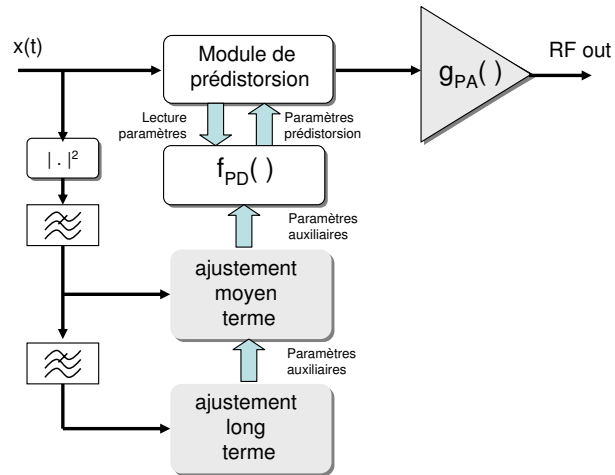 x(t)
Module de
prédistorsion
g_PA( )
RF out
Lecture
paramètres
Paramètres
prédistorsion
| . |²
f_PD( )
Paramètres
auxiliaires
ajustement
moyen
terme
Paramètres
auxiliaires
ajustement
long
terme